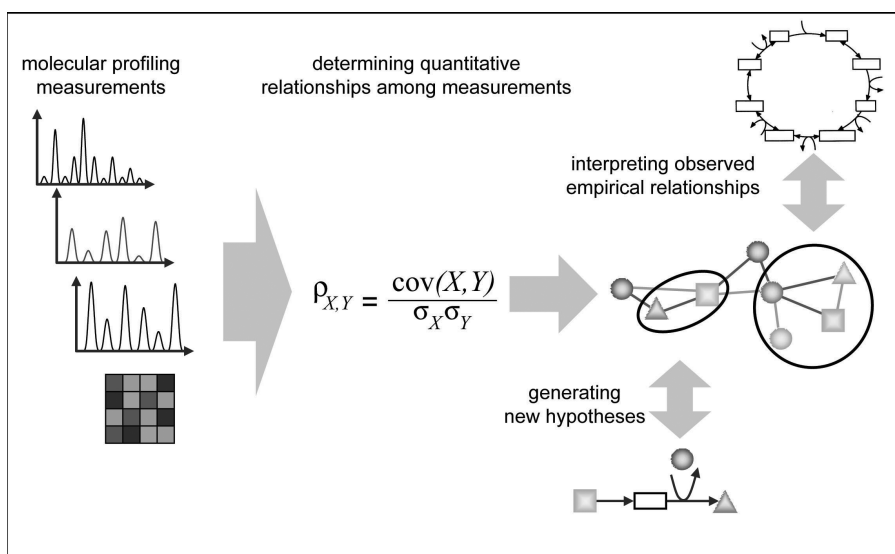 molecular profiling
measurements
determining quantitative
relationships among measurements
interpreting observed
empirical relationships
ρX,Y = cov(X,Y)
σXσY
generating
new hypotheses